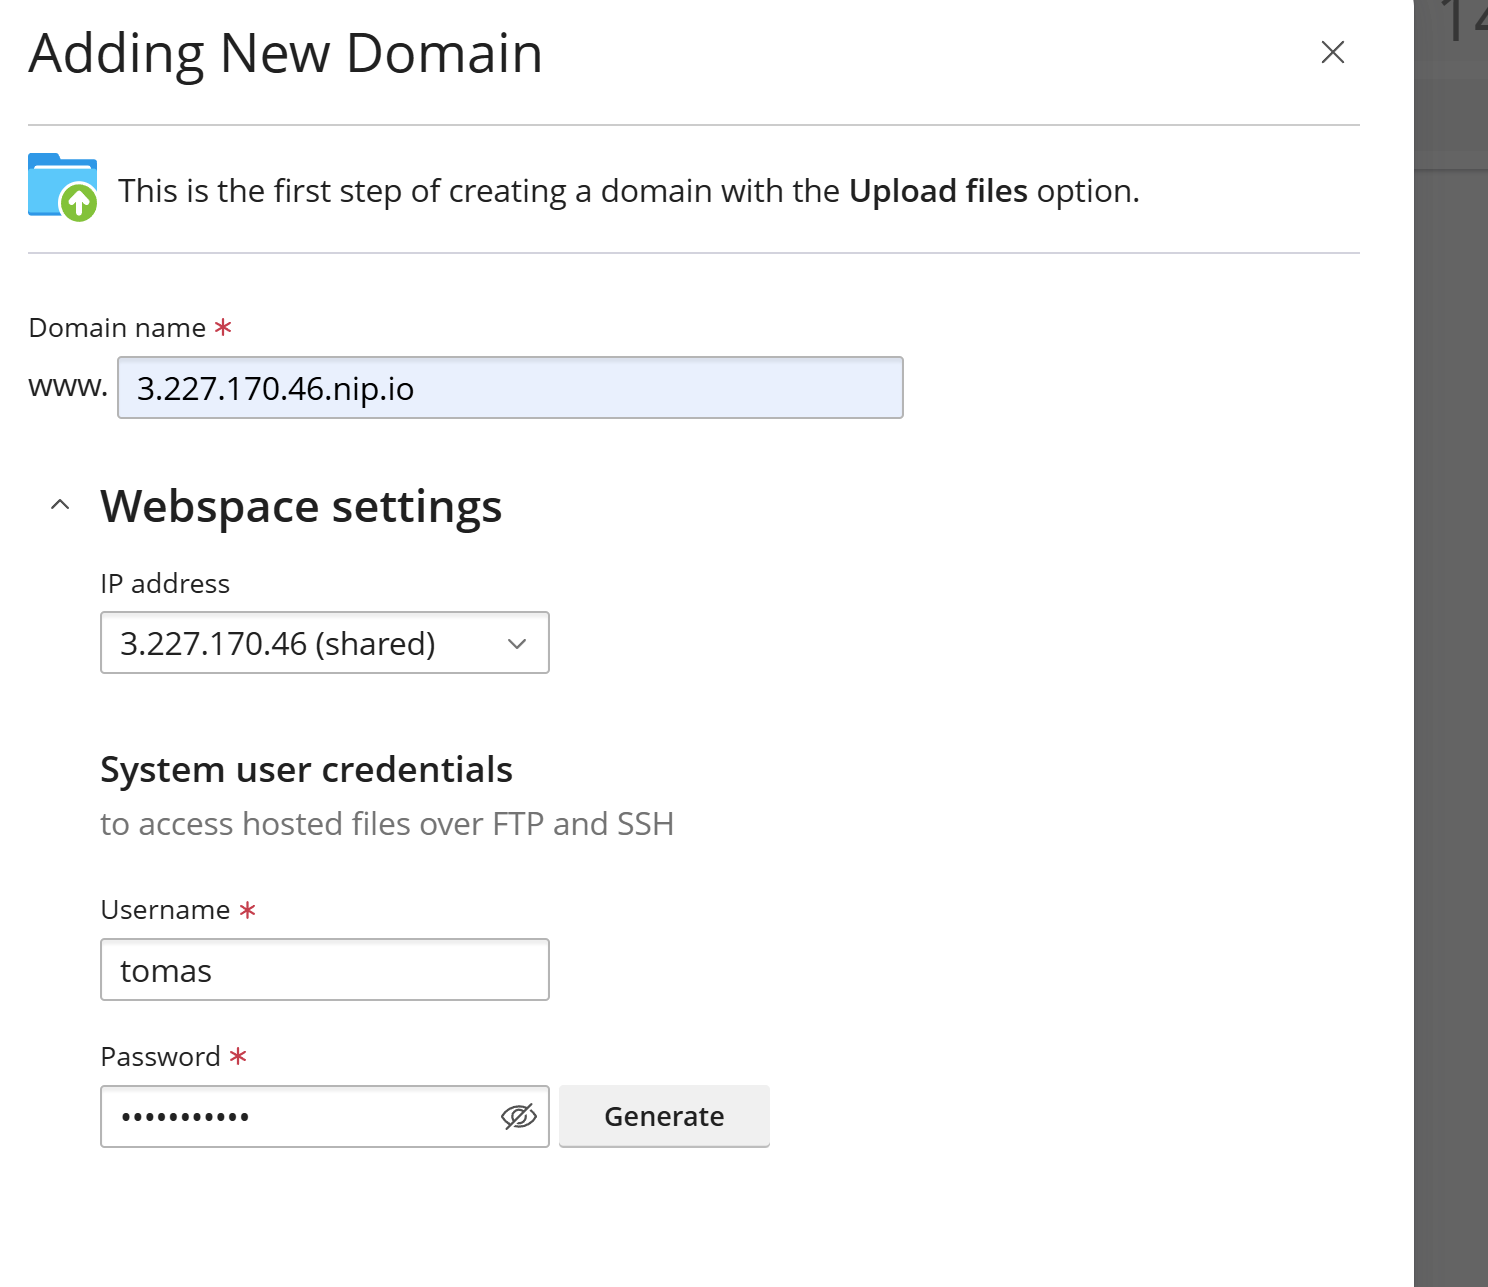 Adding New Domain
This is the first step of creating a domain with the Upload files option.
Domain name *
www. 3.227.170.46.nip.io
Webspace settings
IP address
3.227.170.46 (shared)
System user credentials
to access hosted files over FTP and SSH
Username *
tomas
Password *
•••••••••••
Generate